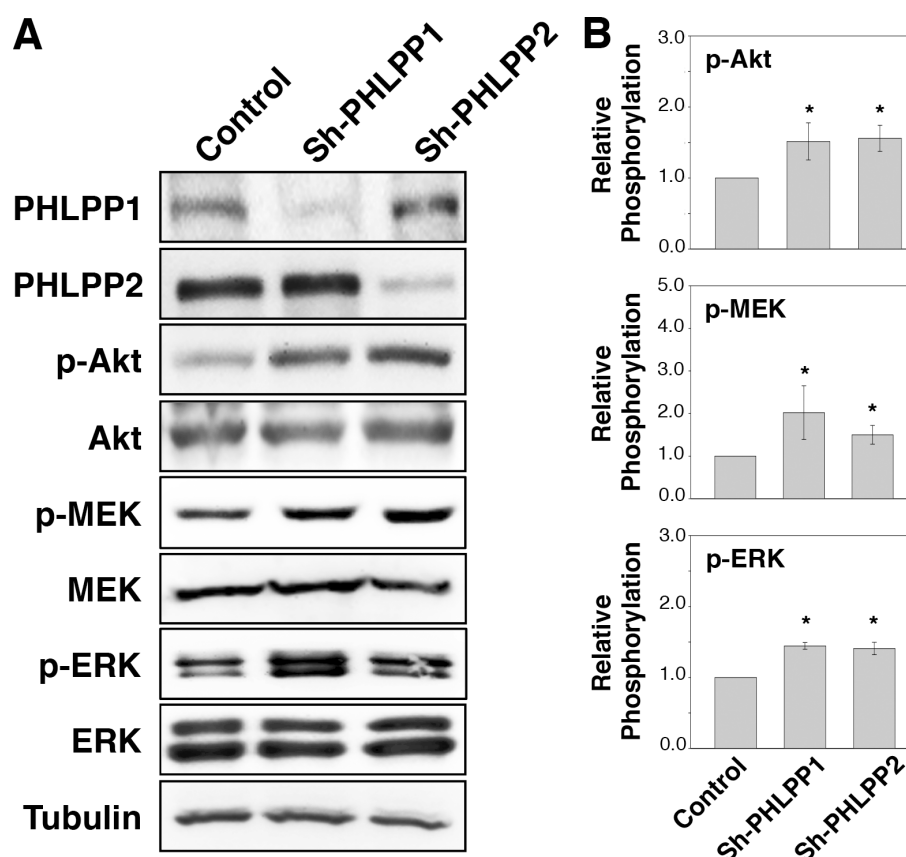 A
Control
Sh-PHLPP1
Sh-PHLPP2
PHLPP1
PHLPP2
p-Akt
Akt
p-MEK
MEK
p-ERK
ERK
Tubulin
B
Relative
Phosphorylation
3.0
2.0
1.0
0.0
p-Akt
*
*
Relative
Phosphorylation
5.0
4.0
3.0
2.0
1.0
0.0
p-MEK
*
*
Relative
Phosphorylation
3.0
2.0
1.0
0.0
p-ERK
*
*
Control
Sh-PHLPP1
Sh-PHLPP2